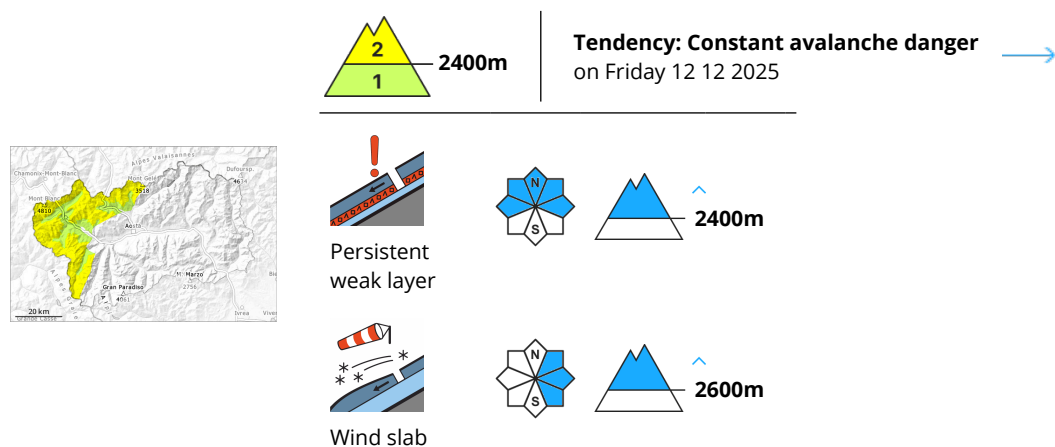 2
1
2400m
Tendency: Constant avalanche danger
on Friday 12 12 2025
Alpes Valaisannes
Chamonix-Mont-Blanc
Mont Gelé
3518
Dufoursp.
Mont Blanc
4810
Aosta
M. Marzo
2756
Gran Paradiso
4061
Ivrea
20 km
N
S
2400m
Persistent
weak layer
N
S
2600m
Wind slab